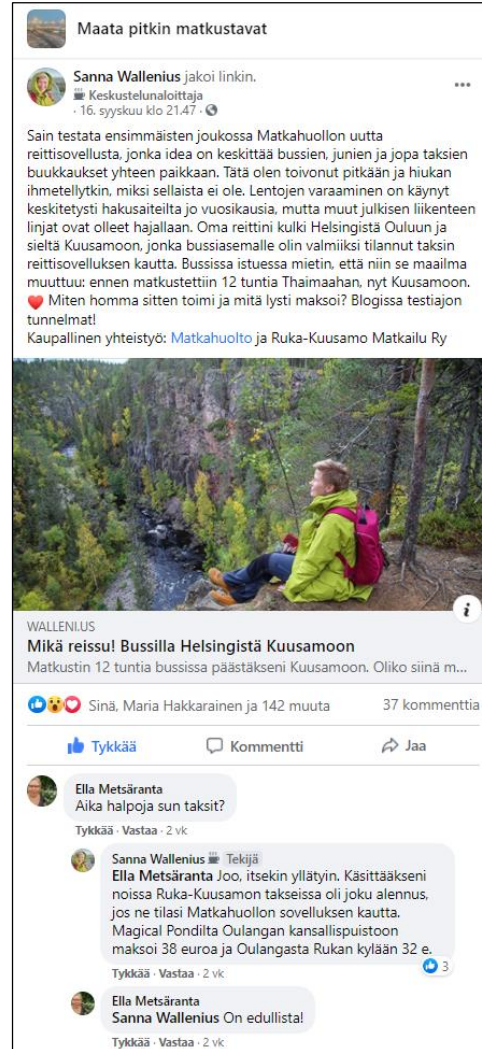 Maata pitkin matkustavat
Sanna Wallenius jakoi linkin.
Keskustelunaloittaja
· 16. syyskuu klo 21.47 ·
Sain testata ensimmäisten joukossa Matkahuollon uutta
reittisovellusta, jonka idea on keskittää bussien, junien ja jopa taksien
buukkaukset yhteen paikkaan. Tätä olen toivonut pitkään ja hiukan
ihmetellytkin, miksi sellaista ei ole. Lentojen varaaminen on käynyt
keskitetysti hakusaiteilta jo vuosikausia, mutta muut julkisen liikenteen
linjat ovat olleet hajallaan. Oma reittini kulki Helsingistä Ouluun ja
sieltä Kuusamoon, jonka bussiasemalle olin valmiiksi tilannut taksin
reittisovelluksen kautta. Bussissa istuessa mietin, että niin se maailma
muuttuu: ennen matkustettiin 12 tuntia Thaimaahan, nyt Kuusamoon.
❤️ Miten homma sitten toimi ja mitä lysti maksoi? Blogissa testiajon
tunnelmat!
Kaupallinen yhteistyö: Matkahuolto ja Ruka-Kuusamo Matkailu Ry
WALLENI.US
Mikä reissu! Bussilla Helsingistä Kuusamoon
Matkustin 12 tuntia bussissa päästäkseni Kuusamoon. Oliko siinä m...
Sinä, Maria Hakkarainen ja 142 muuta 37 kommenttia
Tykkää Kommentti Jaa
Ella Metsäranta
Aika halpoja sun taksit?
Tykkää · Vastaa · 2 vk
Sanna Wallenius Tekijä
Ella Metsäranta Joo, itsekin yllätyin. Käsittääkseni
noissa Ruka-Kuusamon takseissa oli joku alennus,
jos ne tilasi Matkahuollon sovelluksen kautta.
Magical Pondilta Oulangan kansallispuistoon
maksoi 38 euroa ja Oulangasta Rukan kylään 32 e.
Tykkää · Vastaa · 2 vk 3
Ella Metsäranta
Sanna Wallenius On edullista!
Tykkää · Vastaa · 2 vk